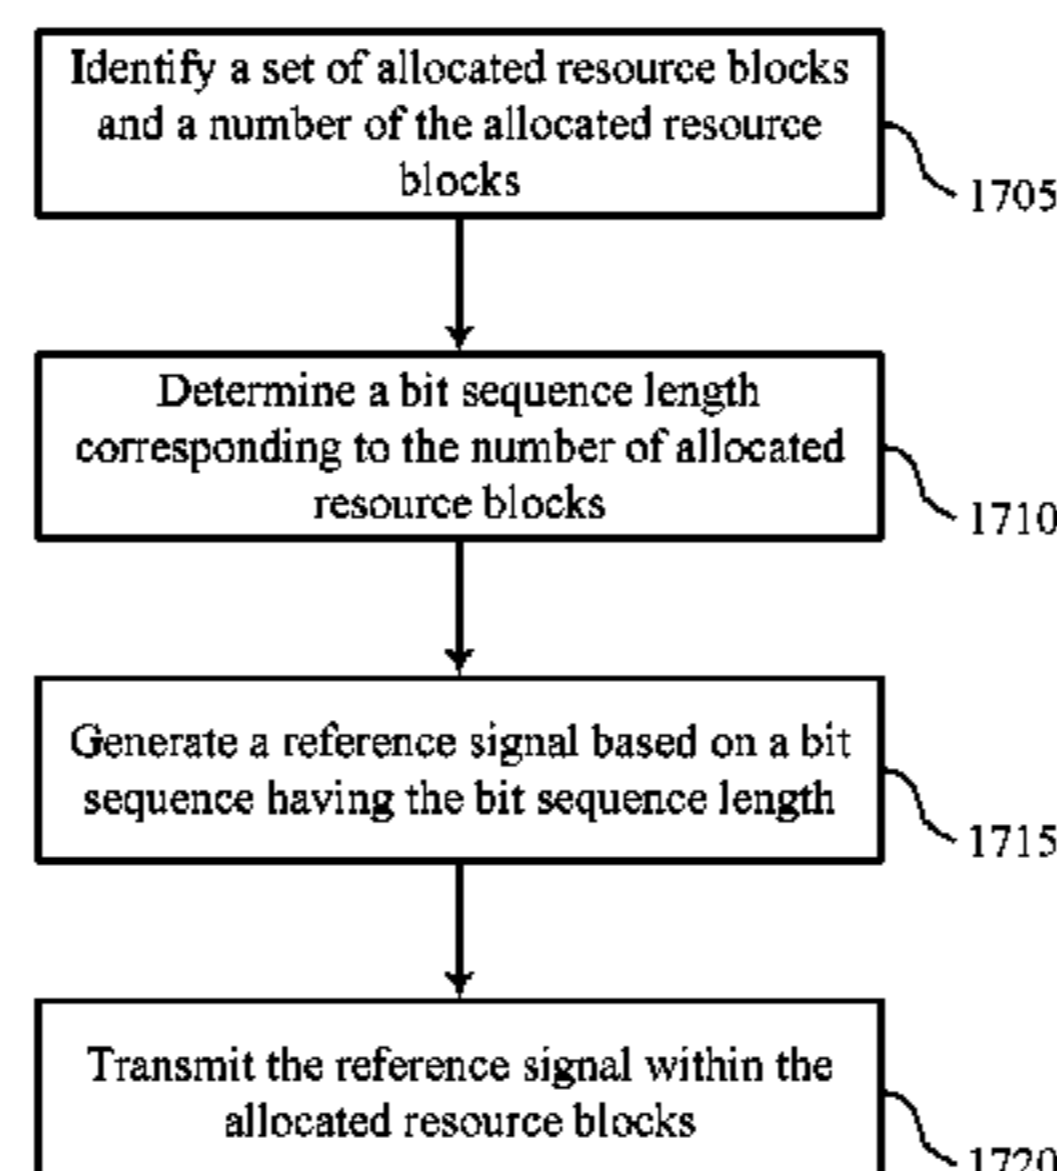 Identify a set of allocated resource blocks
and a number of the allocated resource
blocks
1705
Determine a bit sequence length
corresponding to the number of allocated
resource blocks
1710
Generate a reference signal based on a bit
sequence having the bit sequence length
1715
Transmit the reference signal within the
allocated resource blocks
1720